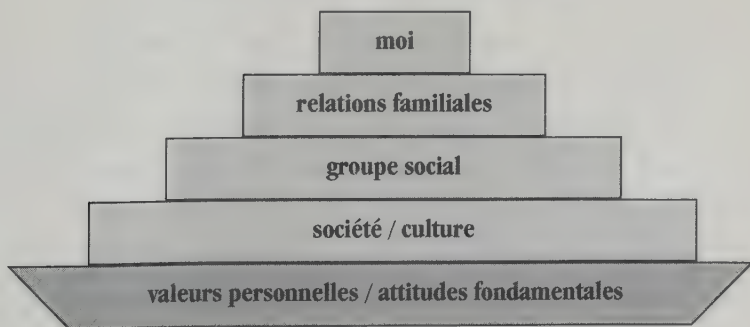 moi
relations familiales
groupe social
société / culture
valeurs personnelles / attitudes fondamentales